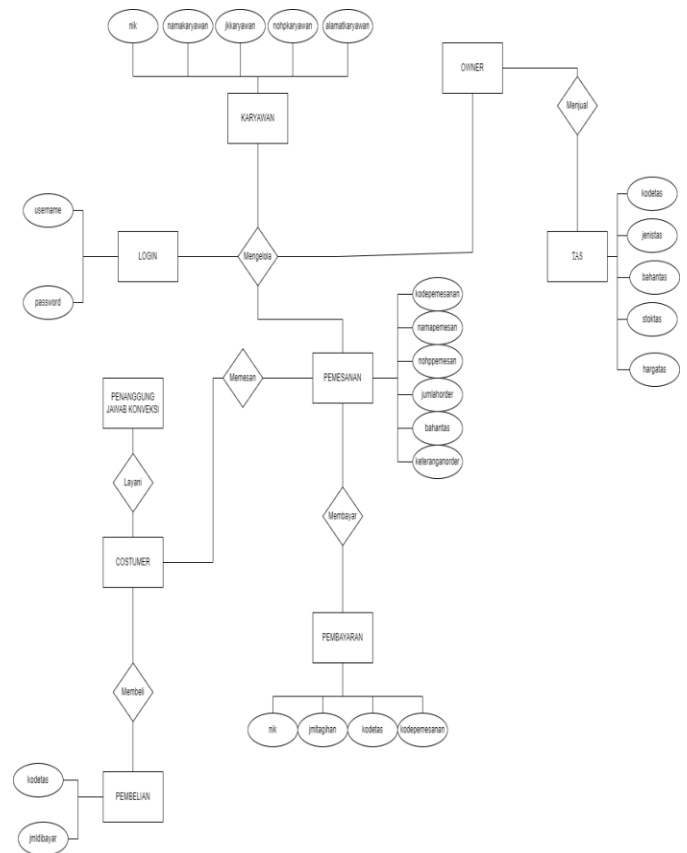 nik
namakaryawan
jkkaryawan
nohpkaryawan
alamatkaryawan
OWNER
KARYAWAN
Menjual
username
LOGIN
Mengelola
password
TAS
kodetas
jenistas
bahantas
stoktas
hargatas
kodepemesanan
namapemesan
nohppemesan
jumlahorder
bahantas
keteranganorder
PENANGGUNG
JAWAB KONVEKSI
Memesan
PEMESANAN
Layani
COSTUMER
Membayar
PEMBAYARAN
Membeli
nik
jmltagihan
kodetas
kodepemesanan
kodetas
PEMBELIAN
jmldibayar